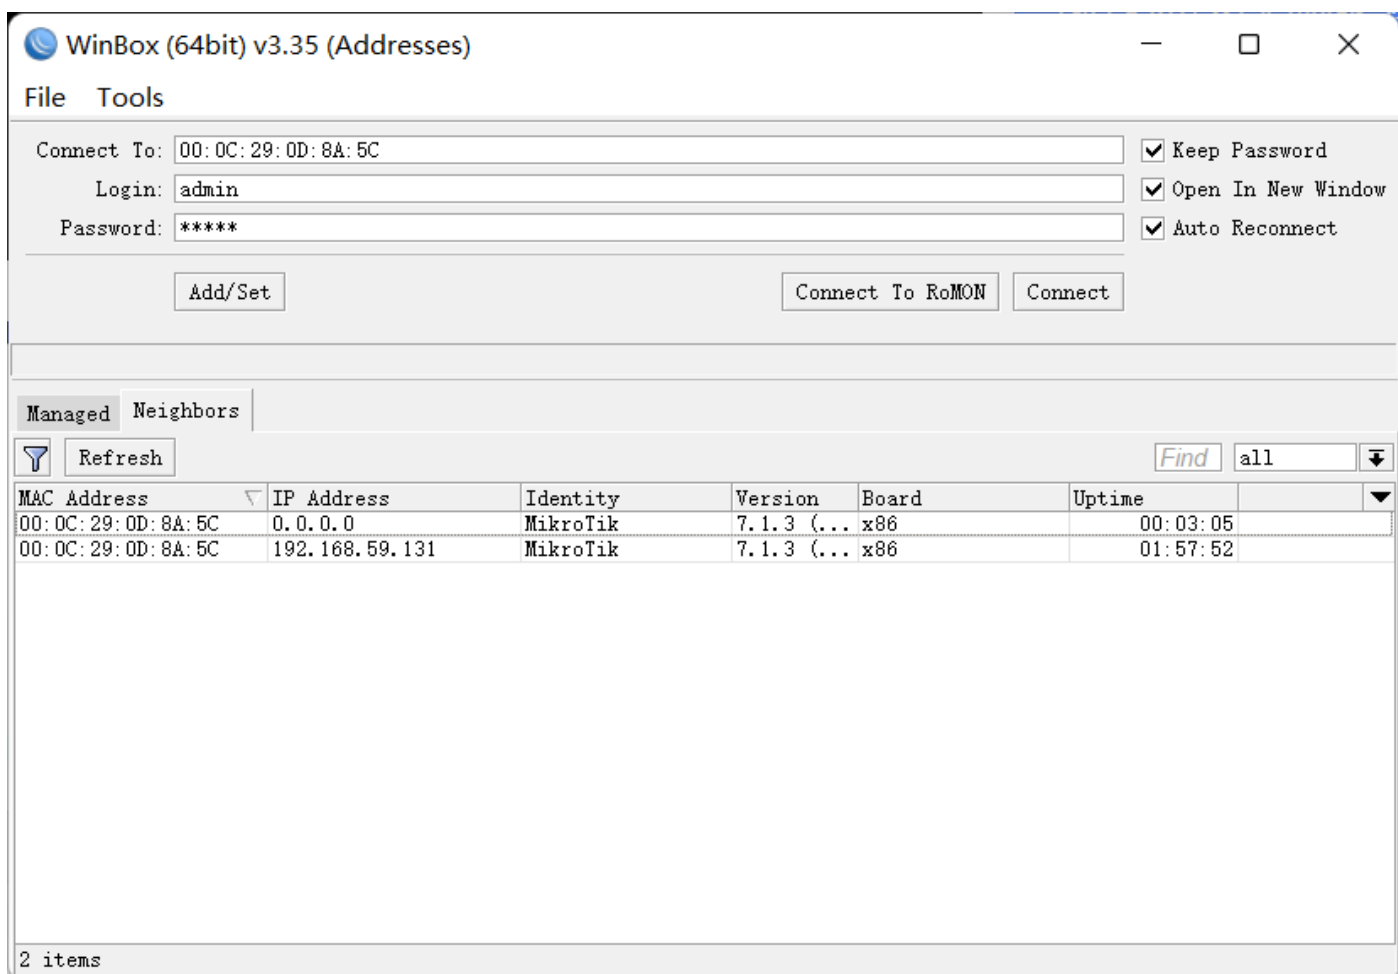 WinBox (64bit) v3.35 (Addresses)
File Tools
Connect To: 00:0C:29:0D:8A:5C Keep Password
Login: admin Open In New Window
Password: ***** Auto Reconnect
Add/Set Connect To RoMON Connect
Managed Neighbors
Refresh Find all
MAC Address IP Address Identity Version Board Uptime
00:0C:29:0D:8A:5C 0.0.0.0 MikroTik 7.1.3 (... x86 00:03:05
00:0C:29:0D:8A:5C 192.168.59.131 MikroTik 7.1.3 (... x86 01:57:52
2 items